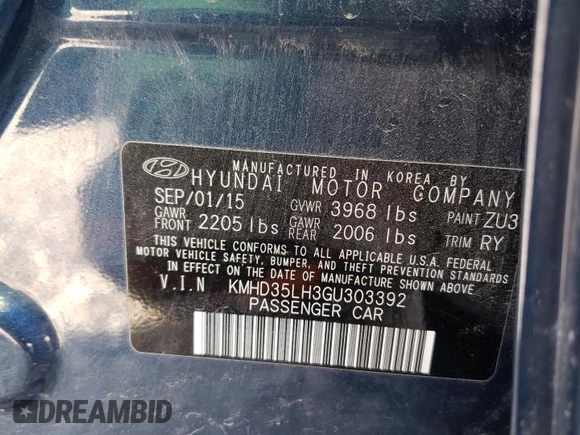 MANUFACTURED IN KOREA BY
HYUNDAI MOTOR COMPANY
SEP/01/15 GVWR 3968 lbs PAINT ZU3
GAWR FRONT 2205 lbs GAWR REAR 2006 lbs TRIM RY
THIS VEHICLE CONFORMS TO ALL APPLICABLE U.S.A. FEDERAL
MOTOR VEHICLE SAFETY, BUMPER, AND THEFT PREVENTION STANDARDS
IN EFFECT ON THE DATE OF MANUFACTURE SHOWN ABOVE.
V.I.N KMHD35LH3GU303392
PASSENGER CAR
DREAMBID